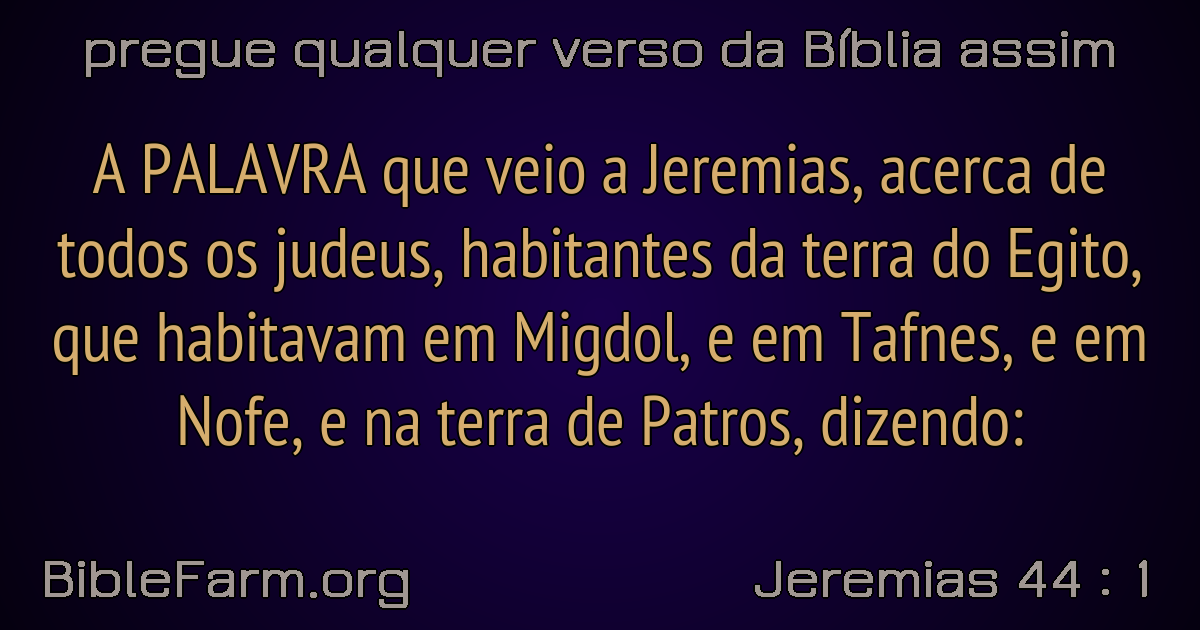 pregue qualquer verso da Bíblia assim
A PALAVRA que veio a Jeremias, acerca de
todos os judeus, habitantes da terra do Egito,
que habitavam em Migdol, e em Tafnes, e em
Nofe, e na terra de Patros, dizendo:
BibleFarm.org
Jeremias 44 : 1